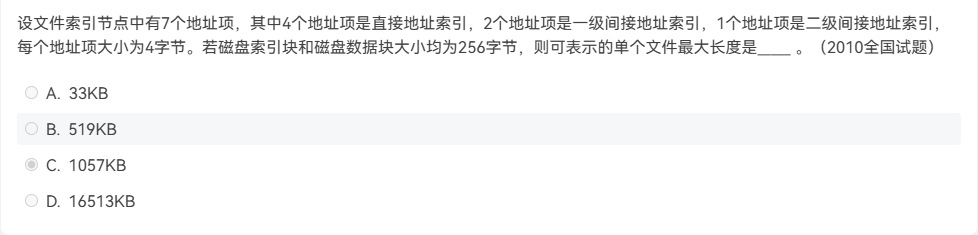 设文件索引节点中有7个地址项，其中4个地址项是直接地址索引，2个地址项是一级间接地址索引，1个地址项是二级间接地址索引，
每个地址项大小为4字节。若磁盘索引块和磁盘数据块大小均为256字节，则可表示的单个文件最大长度是____ 。（2010全国试题）
A. 33KB
B. 519KB
C. 1057KB
D. 16513KB